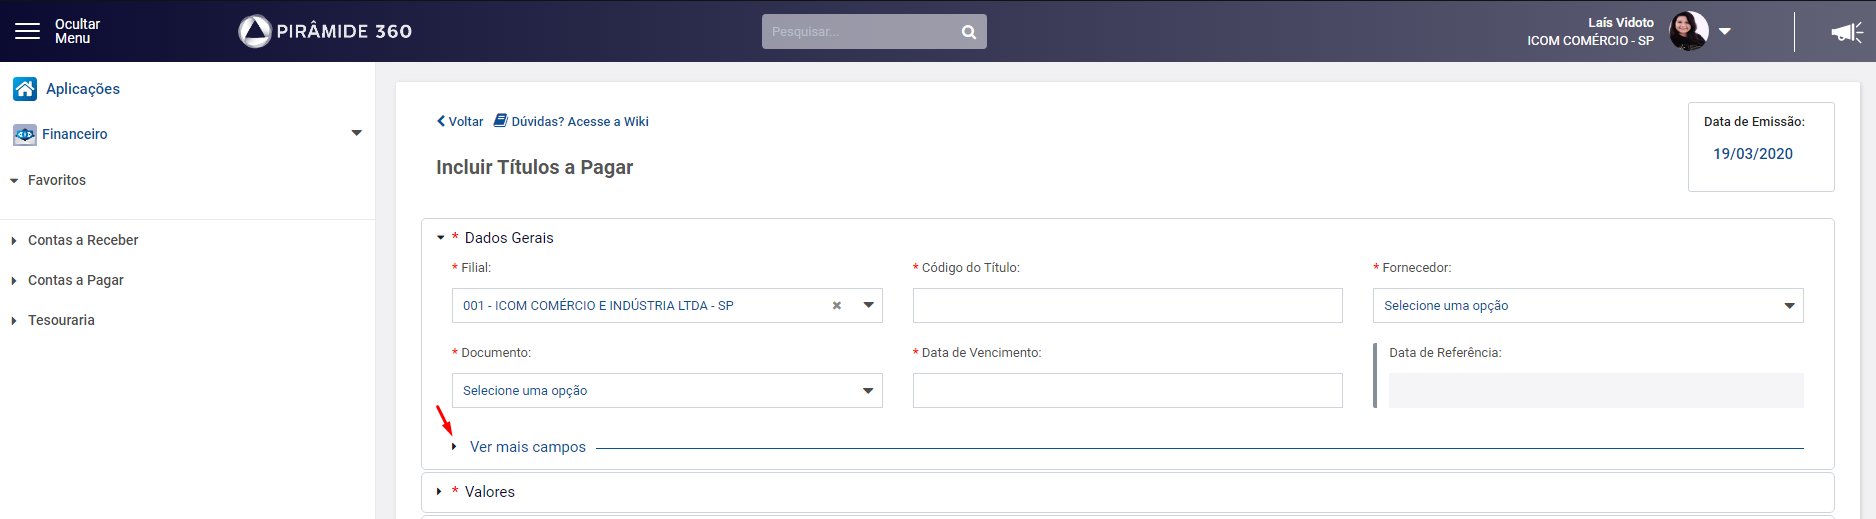 Ocultar
Menu
PIRÂMIDE 360
Pesquisar...
Laís Vidoto
ICOM COMÉRCIO - SP
Aplicações
Financeiro
Favoritos
Contas a Receber
Contas a Pagar
Tesouraria
Voltar Dúvidas? Acesse a Wiki
Data de Emissão:
19/03/2020
Incluir Títulos a Pagar
* Dados Gerais
* Filial:
001 - ICOM COMÉRCIO E INDÚSTRIA LTDA - SP
* Código do Título:
* Fornecedor:
Selecione uma opção
* Documento:
Selecione uma opção
* Data de Vencimento:
Data de Referência:
Ver mais campos
* Valores